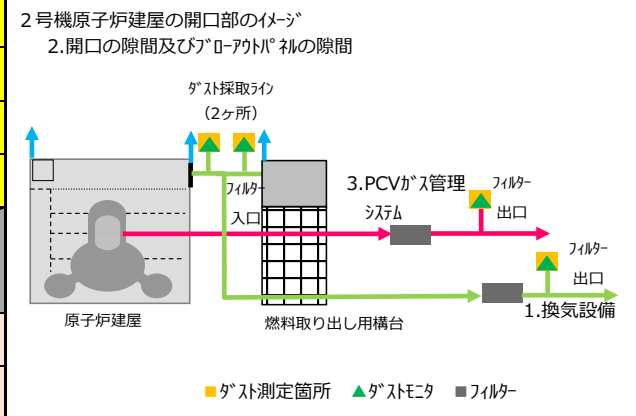 2号機原子炉建屋の開口部のイメージ
2.開口の隙間及びブローアウトパネルの隙間
ダスト採取ライン
(2ヶ所)
フィルター
入口
3.PCVガス管理
システム
フィルター
出口
フィルター
出口
1.換気設備
原子炉建屋
燃料取り出し用構台
ダスト測定箇所 ダストモニタ フィルター